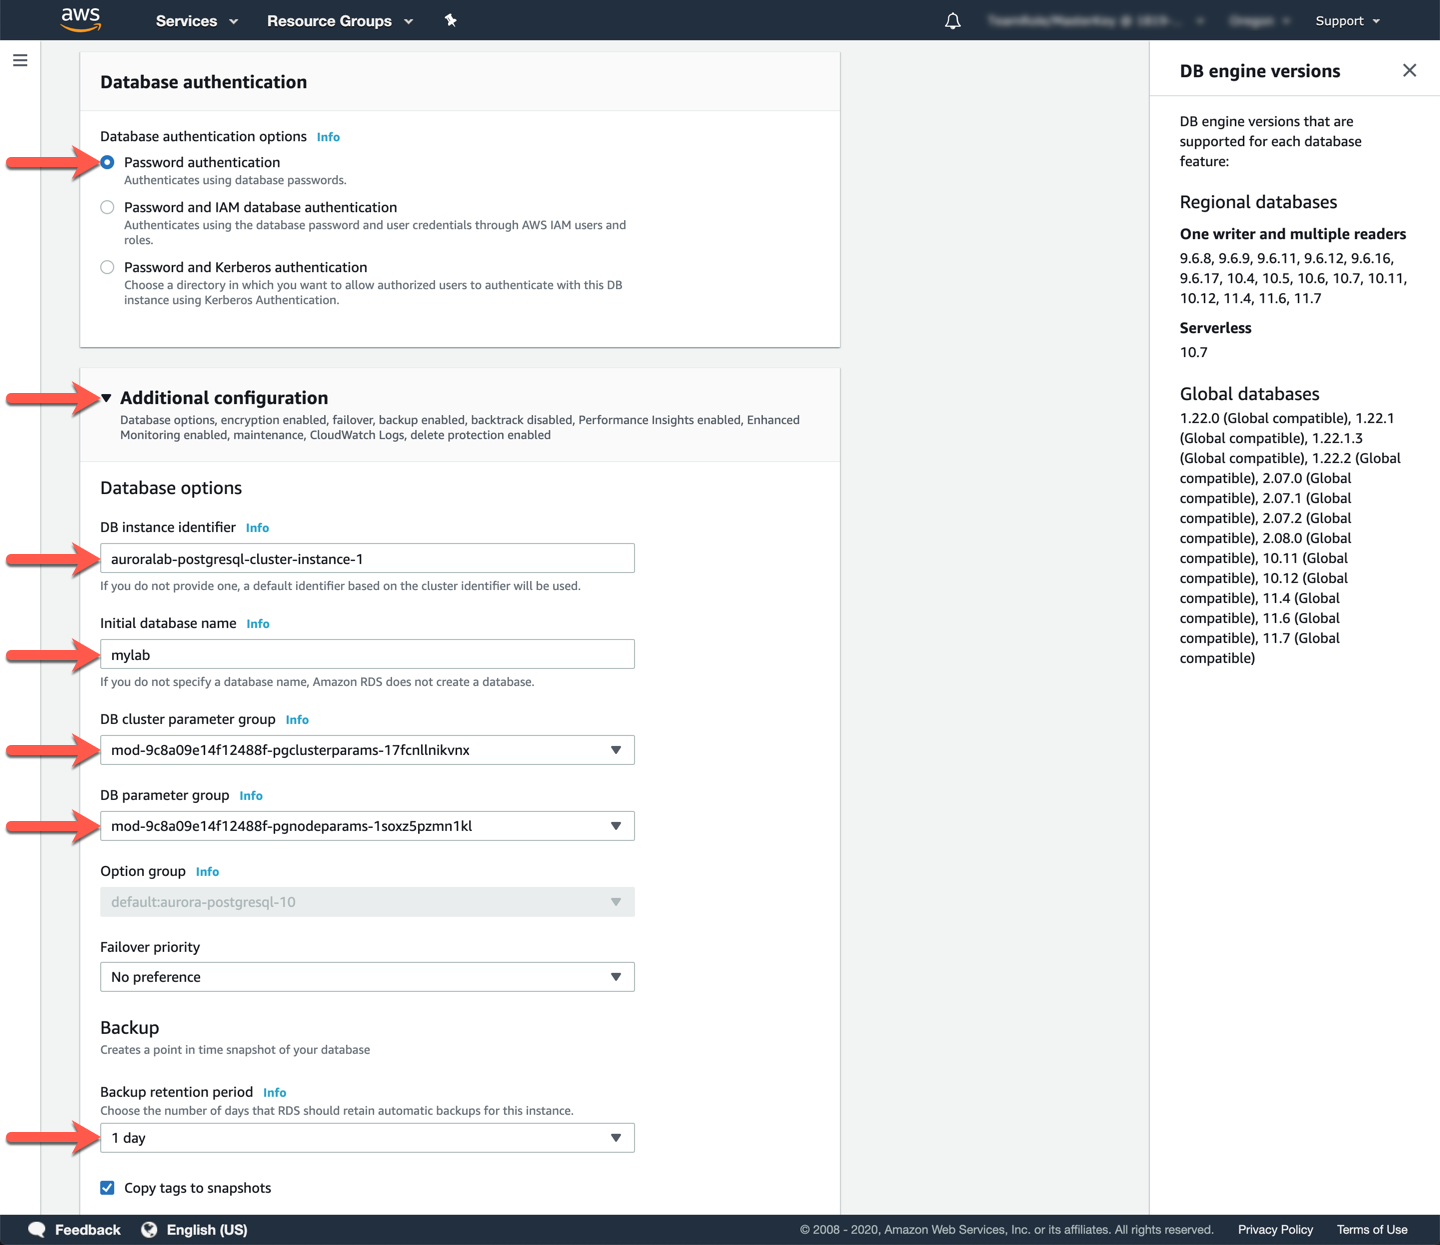 aws
Services
Resource Groups
Support
Database authentication
Database authentication options Info
Password authentication
Authenticates using database passwords.
Password and IAM database authentication
Authenticates using the database password and user credentials through AWS IAM users and
roles.
Password and Kerberos authentication
Choose a directory in which you want to allow authorized users to authenticate with this DB
instance using Kerberos Authentication.
Additional configuration
Database options, encryption enabled, failover, backup enabled, backtrack disabled, Performance Insights enabled, Enhanced
Monitoring enabled, maintenance, CloudWatch Logs, delete protection enabled
Database options
DB instance identifier Info
auroralab-postgresql-cluster-instance-1
If you do not provide one, a default identifier based on the cluster identifier will be used.
Initial database name Info
mylab
If you do not specify a database name, Amazon RDS does not create a database.
DB cluster parameter group Info
mod-9c8a09e14f12488f-pgclusterparams-17fcnllnikvnx
DB parameter group Info
mod-9c8a09e14f12488f-pgnodeparams-1soxz5pzmn1kl
Option group Info
default:aurora-postgresql-10
Failover priority
No preference
Backup
Creates a point in time snapshot of your database
Backup retention period Info
Choose the number of days that RDS should retain automatic backups for this instance.
1 day
Copy tags to snapshots
DB engine versions
DB engine versions that are
supported for each database
feature:
Regional databases
One writer and multiple readers
9.6.8, 9.6.9, 9.6.11, 9.6.12, 9.6.16,
9.6.17, 10.4, 10.5, 10.6, 10.7, 10.11,
10.12, 11.4, 11.6, 11.7
Serverless
10.7
Global databases
1.22.0 (Global compatible), 1.22.1
(Global compatible), 1.22.1.3
(Global compatible), 1.22.2 (Global
compatible), 2.07.0 (Global
compatible), 2.07.1 (Global
compatible), 2.07.2 (Global
compatible), 2.08.0 (Global
compatible), 10.11 (Global
compatible), 10.12 (Global
compatible), 11.4 (Global
compatible), 11.6 (Global
compatible), 11.7 (Global
compatible)
Feedback
English (US)
© 2008 - 2020, Amazon Web Services, Inc. or its affiliates. All rights reserved.
Privacy Policy
Terms of Use